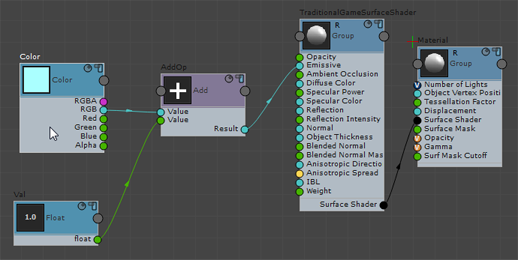 Color
Color
RGBA
RGB
Red
Green
Blue
Alpha
Val
1.0
Float
float
AddOp
Add
Value
Value
Result
TraditionalGameSurfaceShader
R
Group
Opacity
Emissive
Ambient Occlusion
Diffuse Color
Specular Power
Specular Color
Reflection
Reflection Intensity
Normal
Object Thickness
Blended Normal
Blended Normal Mas
Anisotropic Directio
Anisotropic Spread
IBL
Weight
Surface Shader
Material
R
Group
Number of Lights
Object Vertex Positi
Tessellation Factor
Displacement
Surface Shader
Surface Mask
Opacity
Gamma
Surf Mask Cutoff